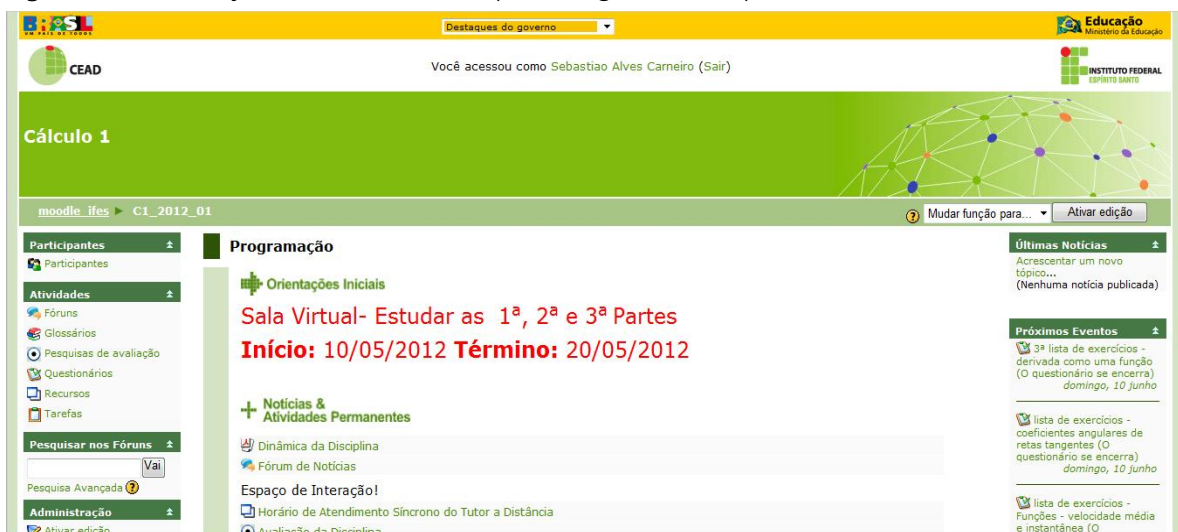 BRASIL
UM PAÍS DE TODOS
Destaques do governo
Educação
Ministério da Educação
CEAD
Você acessou como Sebastiao Alves Carneiro (Sair)
INSTITUTO FEDERAL
ESPÍRITO SANTO
Cálculo 1
moodle_ifes ► C1_2012_01
Mudar função para...
Ativar edição
Participantes
Participantes
Atividades
Fóruns
Glossários
Pesquisas de avaliação
Questionários
Recursos
Tarefas
Pesquisar nos Fóruns
Vai
Pesquisa Avançada
Administração
Ativar edição
Programação
Orientações Iniciais
Sala Virtual- Estudar as 1ª, 2ª e 3ª Partes
Início: 10/05/2012 Término: 20/05/2012
Notícias &
Atividades Permanentes
Dinâmica da Disciplina
Fórum de Notícias
Espaço de Interação!
Horário de Atendimento Síncrono do Tutor a Distância
Avaliação da Disciplina
Últimas Notícias
Acrescentar um novo
tópico...
(Nenhuma notícia publicada)
Próximos Eventos
3ª lista de exercícios -
derivada como uma função
(O questionário se encerra)
domingo, 10 junho
lista de exercícios -
coeficientes angulares de
retas tangentes (O
questionário se encerra)
domingo, 10 junho
lista de exercícios -
Funções - velocidade média
e instantânea (O